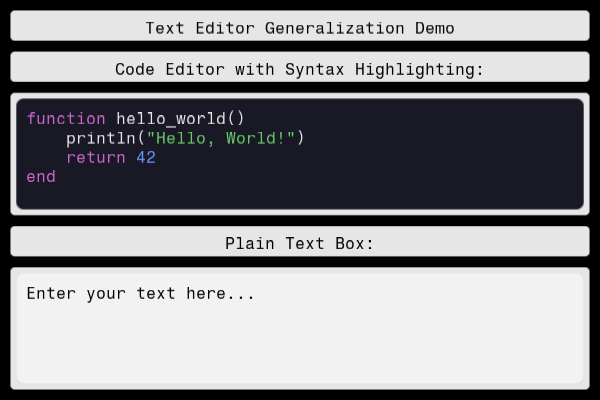 Text Editor Generalization Demo
Code Editor with Syntax Highlighting:
function hello_world()
    println("Hello, World!")
    return 42
end
Plain Text Box:
Enter your text here...